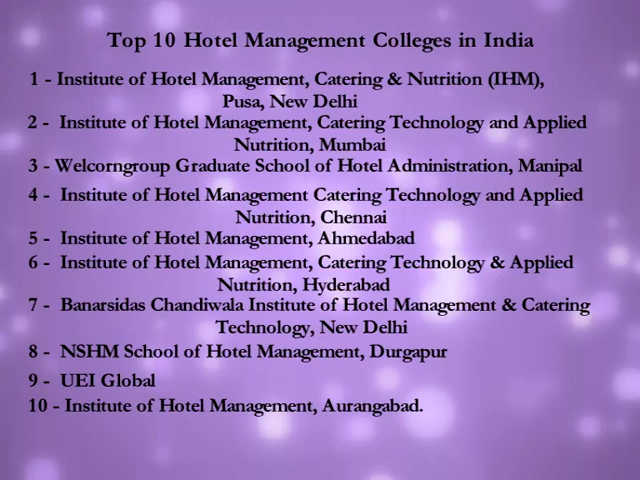 Top 10 Hotel Management Colleges in India
1 - Institute of Hotel Management, Catering & Nutrition (IHM),
Pusa, New Delhi
2 - Institute of Hotel Management, Catering Technology and Applied
Nutrition, Mumbai
3 - Welcorngroup Graduate School of Hotel Administration, Manipal
4 - Institute of Hotel Management Catering Technology and Applied
Nutrition, Chennai
5 - Institute of Hotel Management, Ahmedabad
6 - Institute of Hotel Management, Catering Technology & Applied
Nutrition, Hyderabad
7 - Banarsidas Chandiwala Institute of Hotel Management & Catering
Technology, New Delhi
8 - NSHM School of Hotel Management, Durgapur
9 - UEI Global
10 - Institute of Hotel Management, Aurangabad.